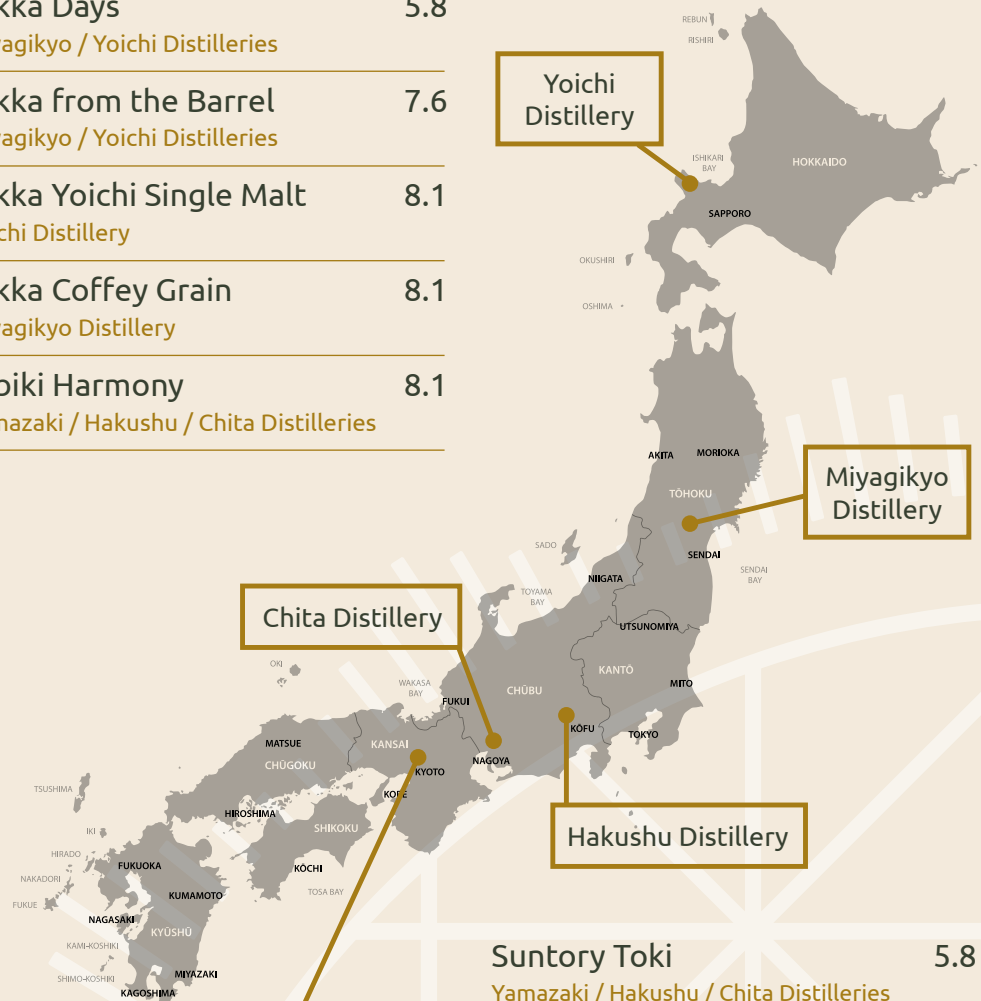 kka Days 5.8
agikyo / Yoichi Distilleries
kka from the Barrel 7.6
agikyo / Yoichi Distilleries
kka Yoichi Single Malt 8.1
chi Distillery
kka Coffey Grain 8.1
agikyo Distillery
biki Harmony 8.1
mazaki / Hakushu / Chita Distilleries
REBUN
RISHIRI
Yoichi
Distillery
ISHIKARI
BAY
HOKKAIDO
SAPPORO
OKUSHIRI
OSHIMA
AKITA
MORIOKA
TŌHOKU
Miyagikyo
Distillery
SADO
SENDAI
SENDAI
BAY
NIIGATA
TOYAMA
BAY
Chita Distillery
UTSUNOMIYA
KANTŌ
OKI
WAKASA
BAY
FUKUI
CHŪBU
MITO
KŌFU
TOKYO
MATSUE
CHŪGOKU
KANSAI
KYOTO
NAGOYA
TSUSHIMA
KOBE
HIROSHIMA
SHIKOKU
Hakushu Distillery
IKI
HIRADO
FUKUOKA
KŌCHI
NAKADORI
TOSA BAY
FUKUE
KUMAMOTO
NAGASAKI
KYŪSHŪ
KAMI-KOSHIKI
SHIMO-KOSHIKI
MIYAZAKI
KAGOSHIMA
Suntory Toki 5.8
Yamazaki / Hakushu / Chita Distilleries